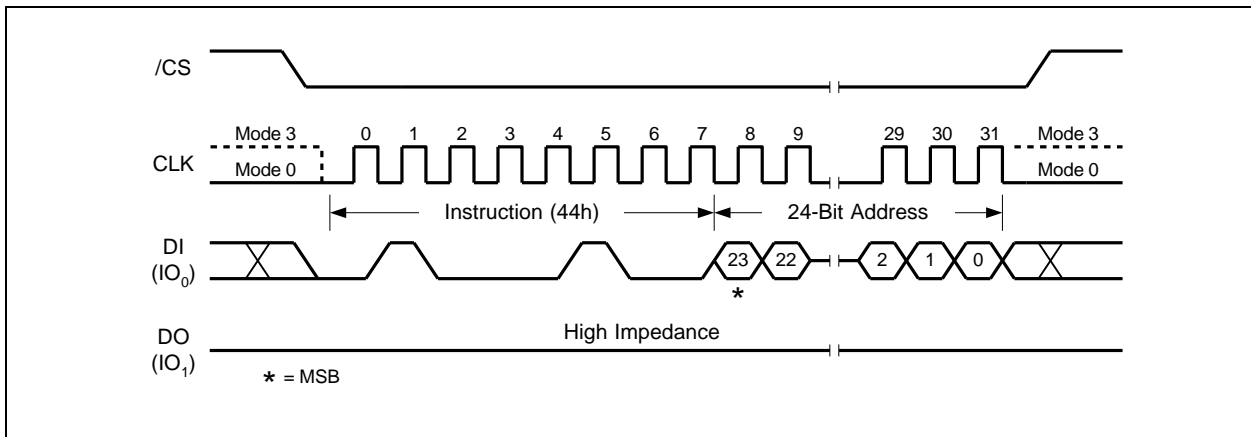 /CS
Mode 3 0 1 2 3 4 5 6 7 8 9 29 30 31 Mode 3
CLK Mode 0 Mode 0
Instruction (44h) 24-Bit Address
DI
(IO0) 23 22 2 1 0
*
DO High Impedance
(IO1)
* = MSB